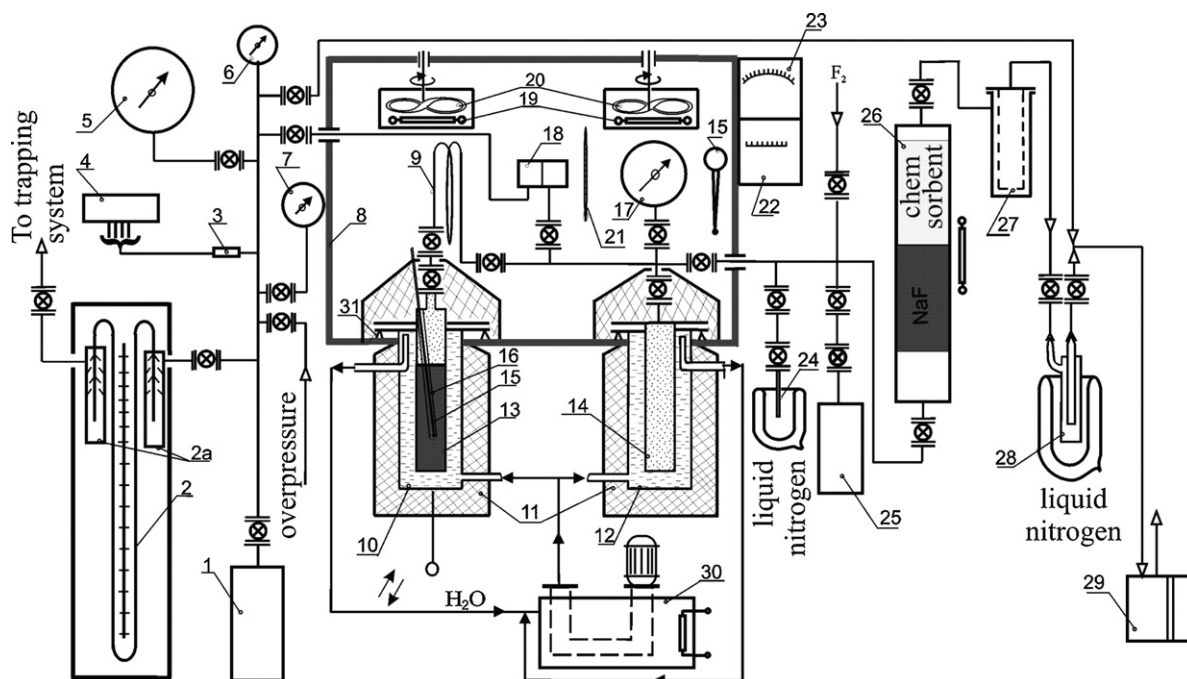 23
6
20
F₂
19
5
26
15
18
7
4
9
17
chem
sorbent
To trapping
system
22
27
3
8
21
31
NaF
16
24
15
14
13
28
2a
liquid
nitrogen
overpressure
11
liquid
nitrogen
2
10
12
25
1
30
H₂O
29